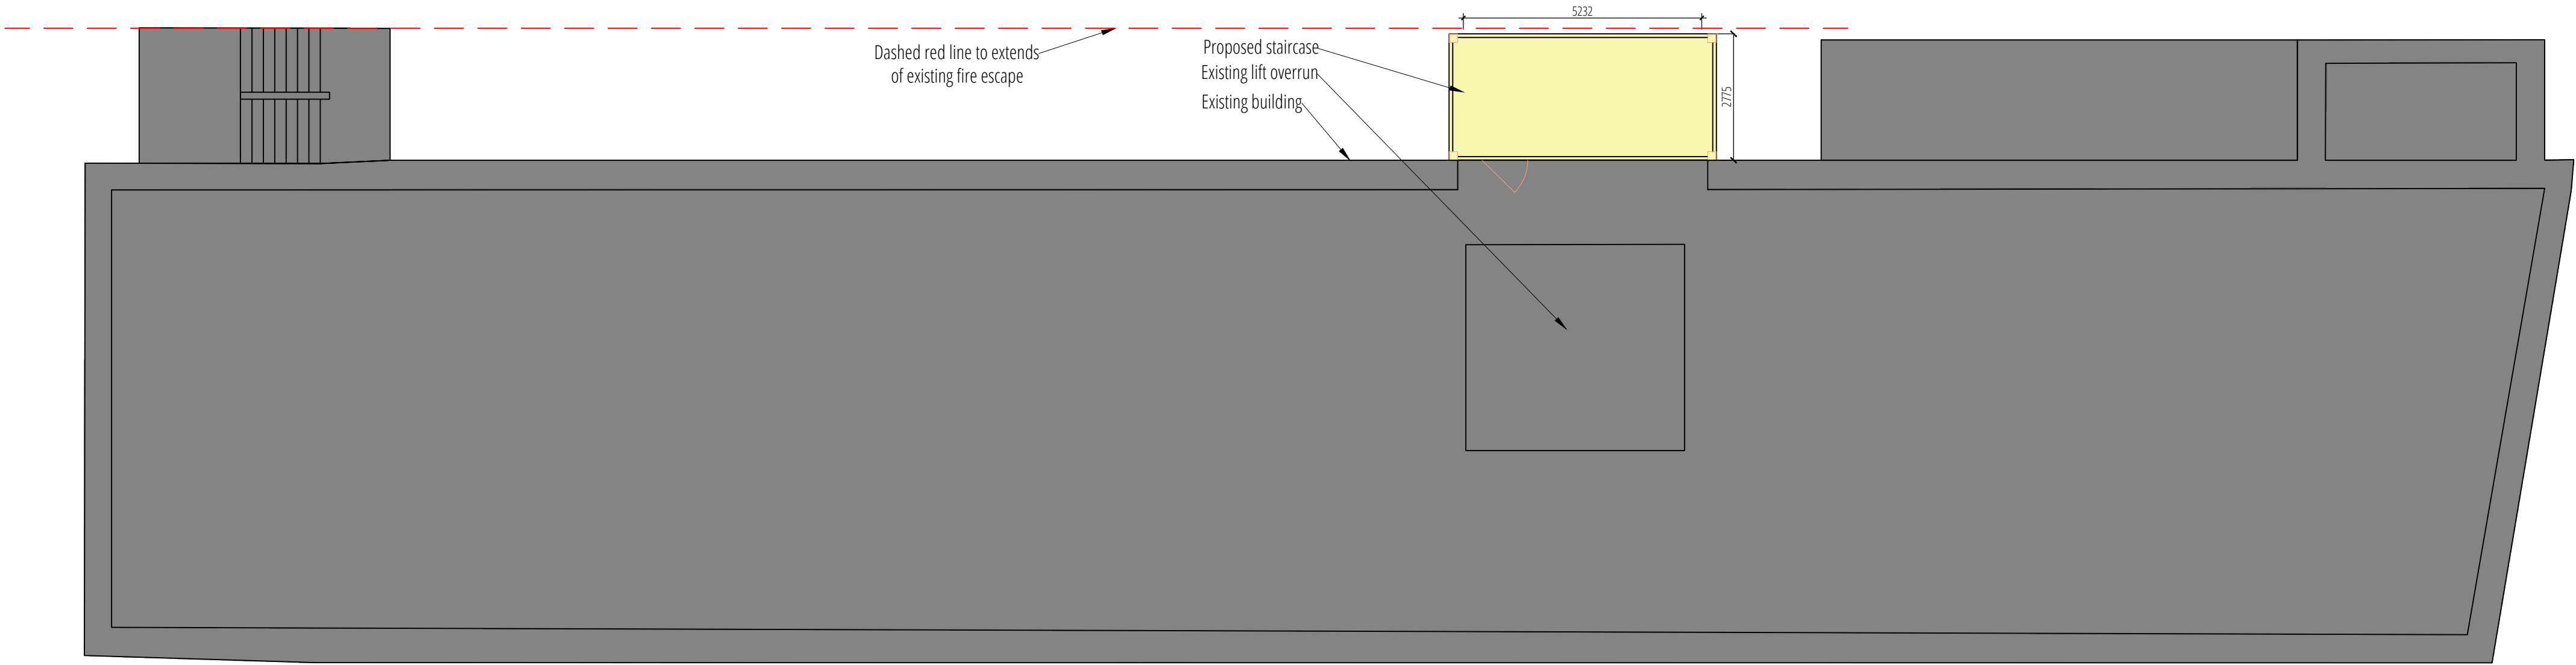 5232
Dashed red line to extends
of existing fire escape
Proposed staircase
Existing lift overrun
Existing building
2775